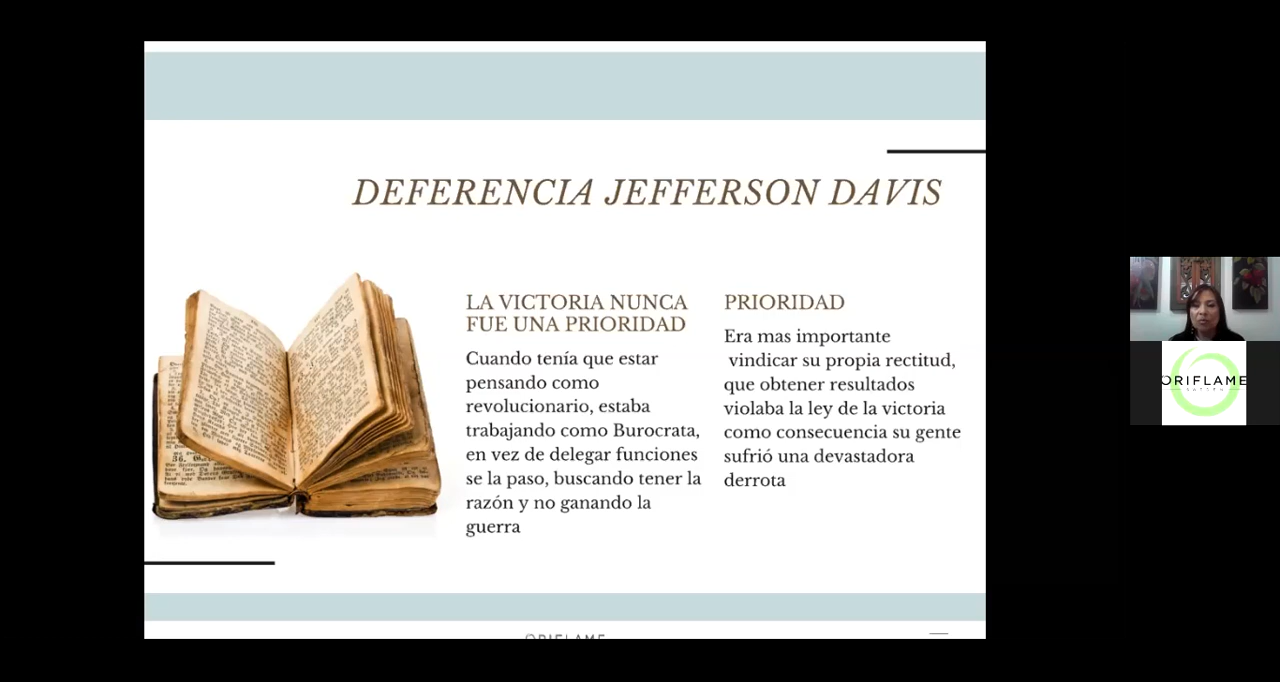 DEFERENCIA JEFFERSON DAVIS
LA VICTORIA NUNCA
FUE UNA PRIORIDAD
Cuando tenía que estar
pensando como
revolucionario, estaba
trabajando como Burocrata,
en vez de delegar funciones
se la paso, buscando tener la
razón y no ganando la
guerra
PRIORIDAD
Era mas importante
vindicar su propia rectitud,
que obtener resultados
violaba la ley de la victoria
como consecuencia su gente
sufrió una devastadora
derrota
ORIFLAME
ORIFLAME